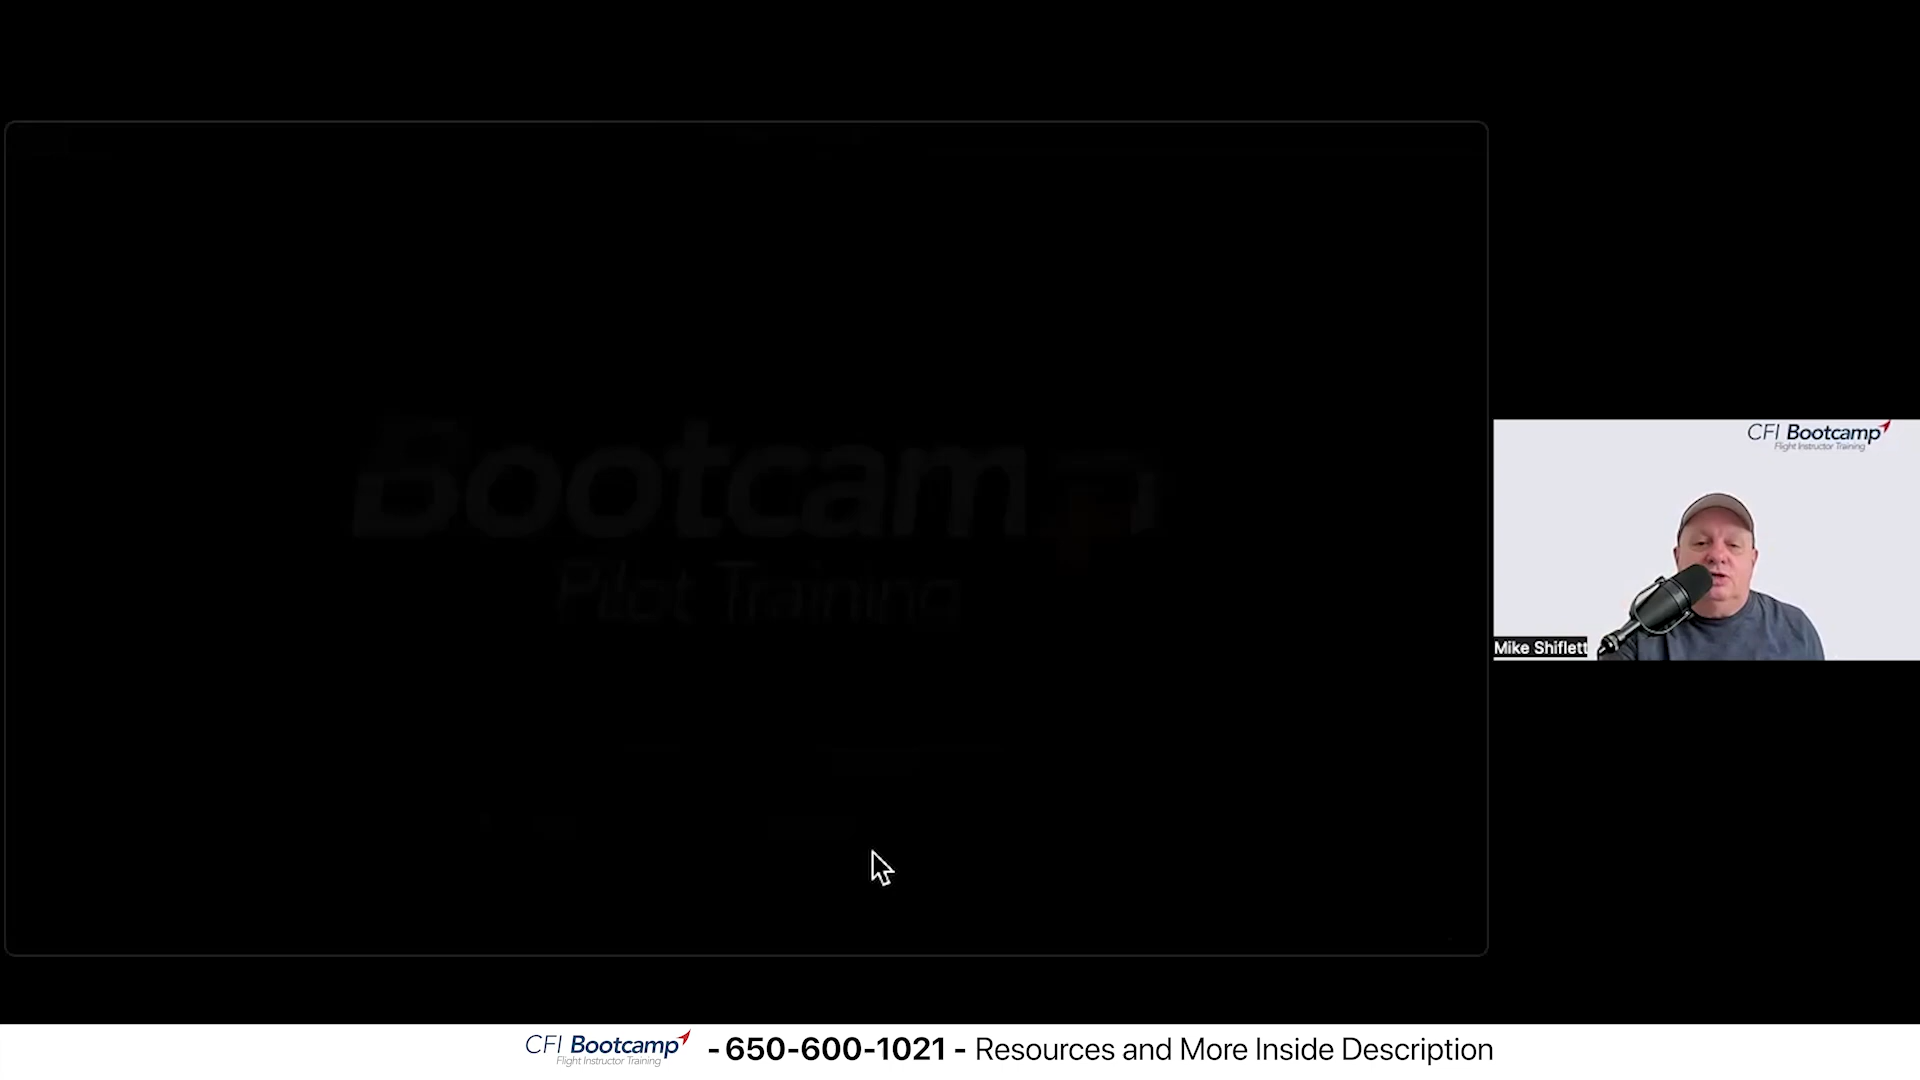 Bootcamp
Pilot Training
CFI Bootcamp
Flight Instructor Training
Mike Shiflett
CFI Bootcamp
Flight Instructor Training
- 650-600-1021 - Resources and More Inside Description